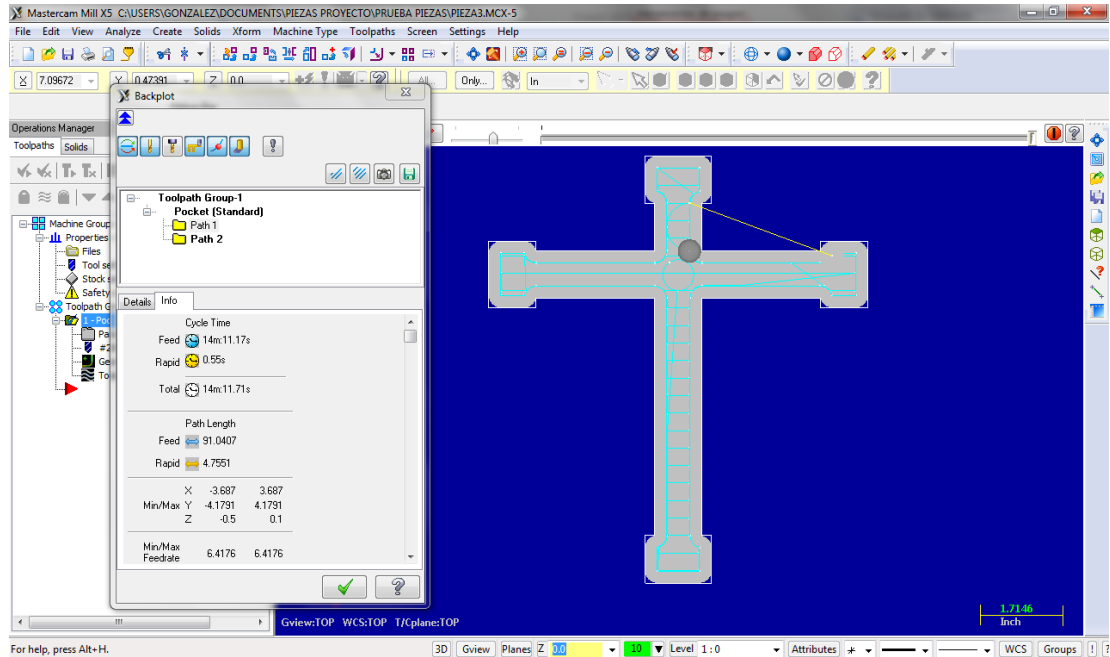 Mastercam Mill X5 C:\USERS\GONZALEZ\DOCUMENTS\PIEZAS PROYECTO\PRUEBA PIEZAS\PIEZA3.MCX-5
File Edit View Analyze Create Solids Xform Machine Type Toolpaths Screen Settings Help
X 7.09672 Y 0.47391 Z 0.0 All... Only... In
Backplot
Operations Manager
Toolpaths Solids
Toolpath Group-1
Pocket (Standard)
Path 1
Path 2
Machine Group
Properties
Files
Tool se
Stock s
Safety
Toolpath G
1 - Poc
Pa
#2
Ge
To
Details Info
Cycle Time
Feed 14m:11.17s
Rapid 0.55s
Total 14m:11.71s
Path Length
Feed 91.0407
Rapid 4.7551
X -3.687 3.687
Min/Max Y -4.1791 4.1791
Z -0.5 0.1
Min/Max
Feedrate 6.4176 6.4176
1.7146
Inch
Gview:TOP WCS:TOP T/Cplane:TOP
For help, press Alt+H.
3D Gview Planes Z 0.0 10 Level 1 : 0 Attributes WCS Groups ! ?